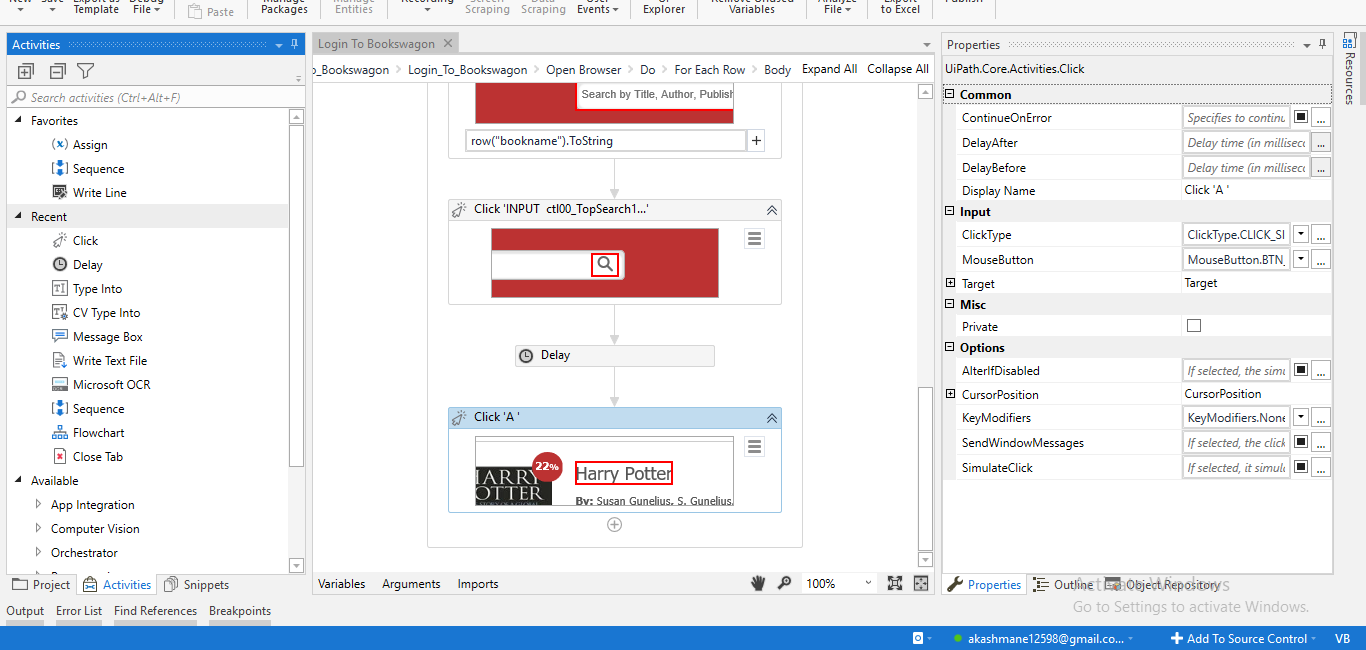 Template
File
Paste
Export as
Debug
Manage
Packages
Manage
Entities
Recording
Screen
Scraping
Data
Scraping
User
Events
UI
Explorer
Remove Unused
Variables
Analyze
File
Export
to Excel
Publish
Activities
Search activities (Ctrl+Alt+F)
Favorites
Assign
Sequence
Write Line
Recent
Click
Delay
Type Into
CV Type Into
Message Box
Write Text File
Microsoft OCR
Sequence
Flowchart
Close Tab
Available
App Integration
Computer Vision
Orchestrator
Project
Activities
Snippets
Output
Error List
Find References
Breakpoints
Login To Bookswagon
o_Bookswagon > Login_To_Bookswagon > Open Browser > Do > For Each Row > Body
Expand All
Collapse All
Search by Title, Author, Publish
row("bookname").ToString
Click 'INPUT ctl00_TopSearch1...'
Delay
Click 'A '
22%
HARRY
POTTER
Harry Potter
By: Susan Gunelius, S. Gunelius,
Variables
Arguments
Imports
100%
Properties
UiPath.Core.Activities.Click
Common
ContinueOnError
Specifies to continu
...
DelayAfter
Delay time (in millisec
...
DelayBefore
Delay time (in millisec
...
Display Name
Click 'A '
Input
ClickType
ClickType.CLICK_SI
...
MouseButton
MouseButton.BTN_
...
Target
Target
Misc
Private
Options
AlterIfDisabled
If selected, the simu
...
CursorPosition
CursorPosition
KeyModifiers
KeyModifiers.None
...
SendWindowMessages
If selected, the click
...
SimulateClick
If selected, it simula
...
Properties
Outline
Object Repository
Activate Windows
Go to Settings to activate Windows.
Resources
akashmane12598@gmail.co...
Add To Source Control
VB